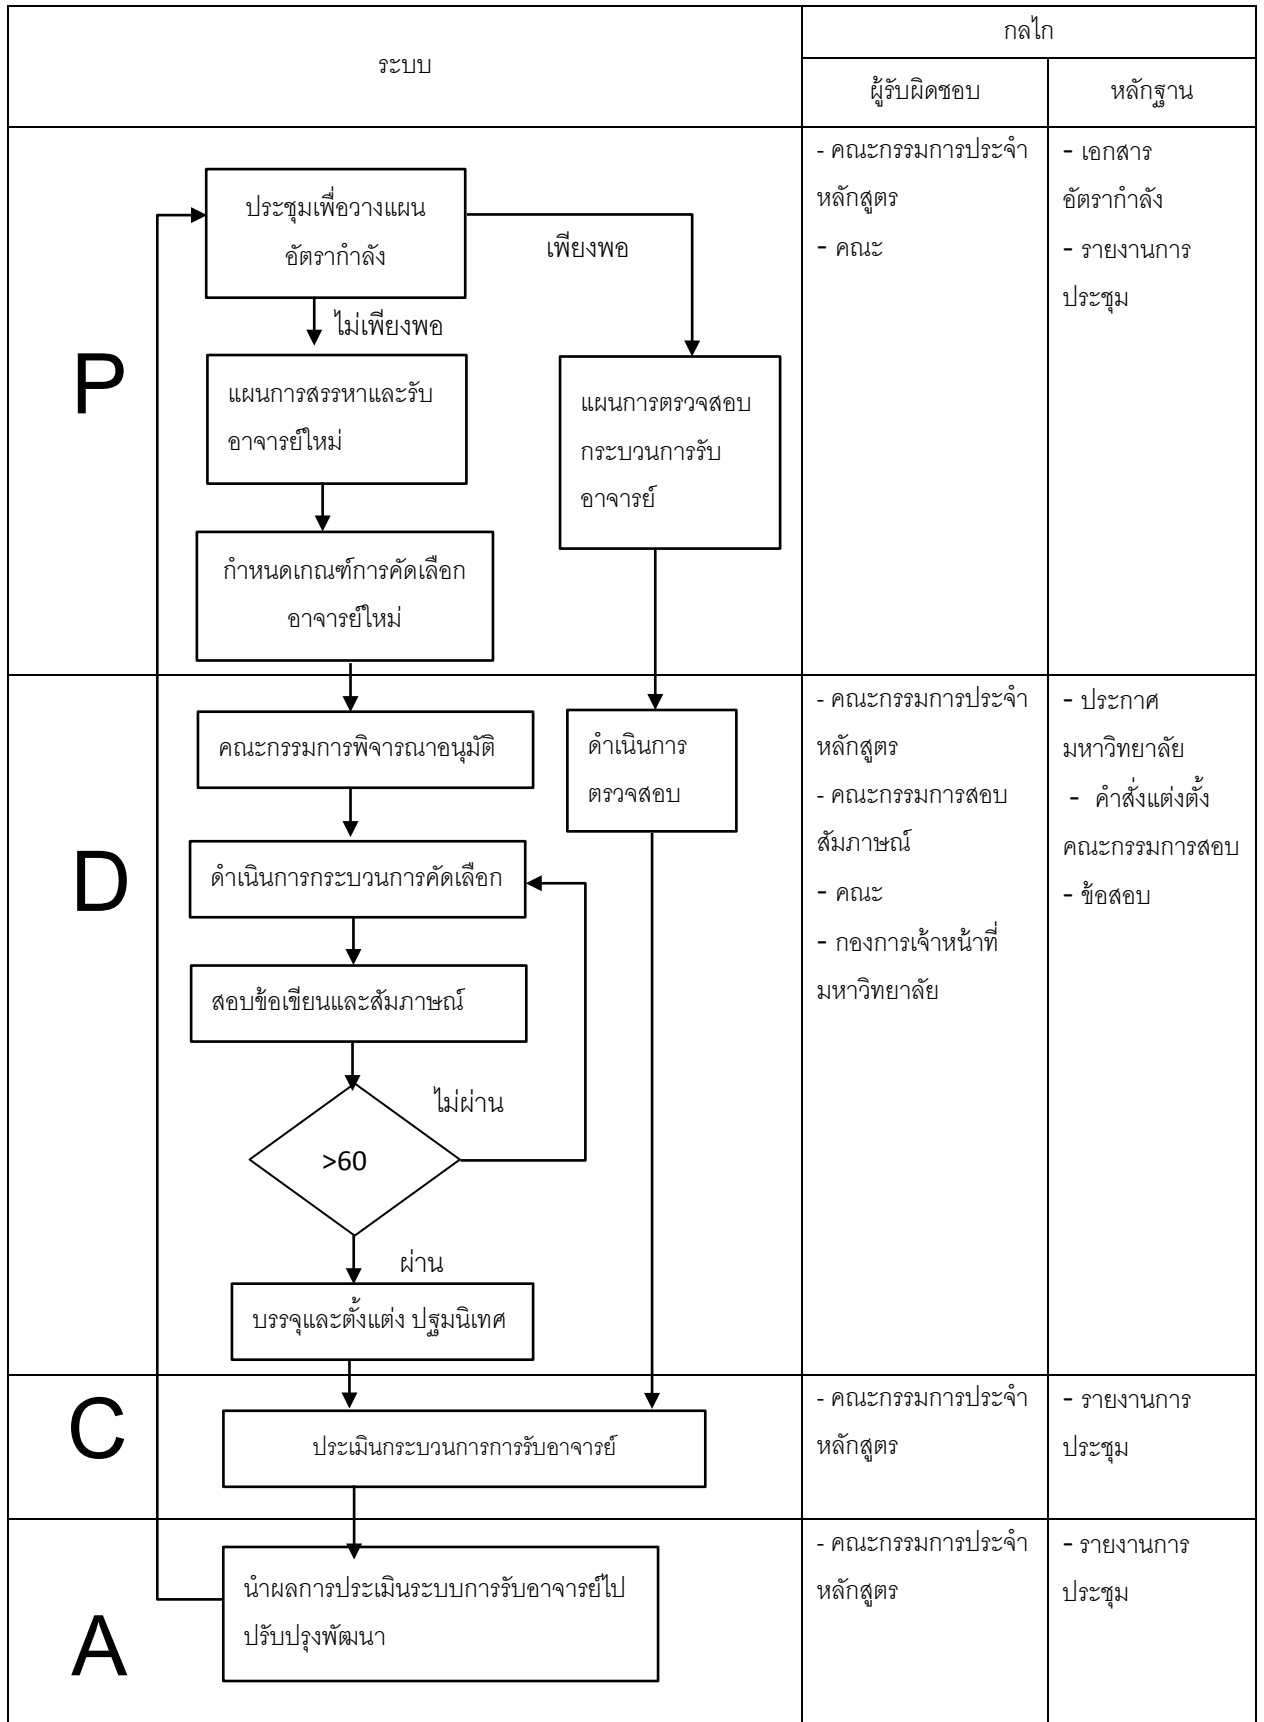 ระบบ
กลไก
ผู้รับผิดชอบ
หลักฐาน
P
ประชุมเพื่อวางแผน
อัตรากำลัง
เพียงพอ
ไม่เพียงพอ
แผนการสรรหาและรับ
อาจารย์ใหม่
แผนการตรวจสอบ
กระบวนการรับ
อาจารย์
กำหนดเกณฑ์การคัดเลือก
อาจารย์ใหม่
- คณะกรรมการประจำ
หลักสูตร
- คณะ
- เอกสาร
อัตรากำลัง
- รายงานการ
ประชุม
D
คณะกรรมการพิจารณาอนุมัติ
ดำเนินการ
ตรวจสอบ
ดำเนินการกระบวนการคัดเลือก
สอบข้อเขียนและสัมภาษณ์
ไม่ผ่าน
>60
ผ่าน
บรรจุและตั้งแต่ง ปฐมนิเทศ
- คณะกรรมการประจำ
หลักสูตร
- คณะกรรมการสอบ
สัมภาษณ์
- คณะ
- กองการเจ้าหน้าที่
มหาวิทยาลัย
- ประกาศ
มหาวิทยาลัย
- คำสั่งแต่งตั้ง
คณะกรรมการสอบ
- ข้อสอบ
C
ประเมินกระบวนการการรับอาจารย์
- คณะกรรมการประจำ
หลักสูตร
- รายงานการ
ประชุม
A
นำผลการประเมินระบบการรับอาจารย์ไป
ปรับปรุงพัฒนา
- คณะกรรมการประจำ
หลักสูตร
- รายงานการ
ประชุม